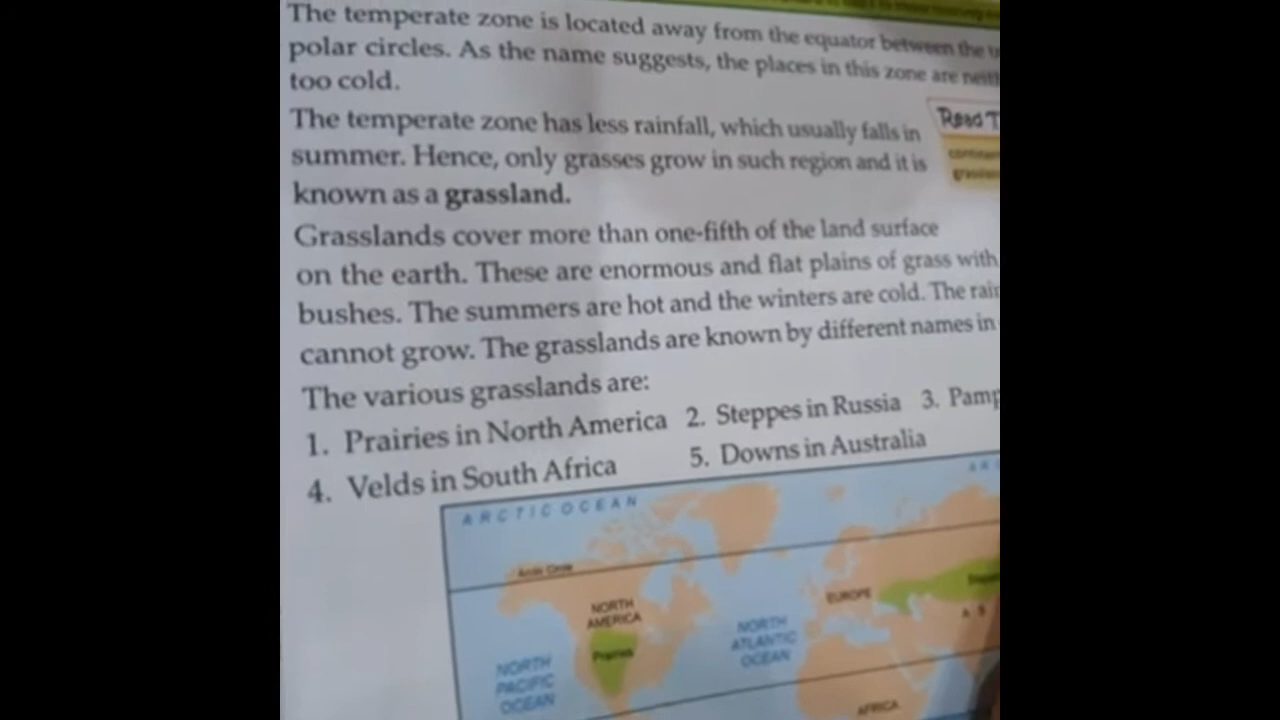 The temperate zone is located away from the equator between the
polar circles. As the name suggests, the places in this zone are
too cold.
The temperate zone has less rainfall, which usually falls in
summer. Hence, only grasses grow in such region and it is
known as a grassland.
Read
Grasslands cover more than one-fifth of the land surface
on the earth. These are enormous and flat plains of grass with
bushes. The summers are hot and the winters are cold. The
cannot grow. The grasslands are known by different names in
The various grasslands are:
1. Prairies in North America 2. Steppes in Russia 3.
4. Velds in South Africa 5. Downs in Australia
ARCTIC OCEAN
Arctic Circle
NORTH
AMERICA
Prairies
EUROPE
NORTH
ATLANTIC
OCEAN
NORTH
PACIFIC
OCEAN
AFRICA